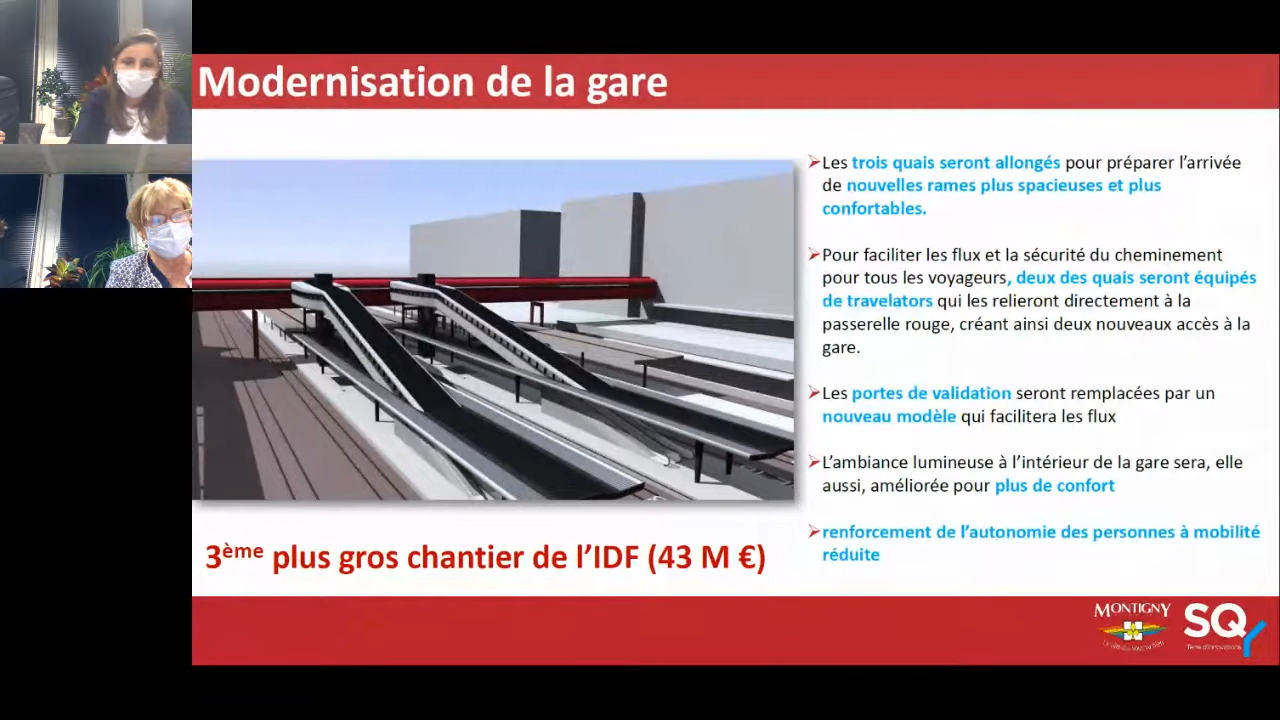 Modernisation de la gare
➢Les trois quais seront allongés pour préparer l’arrivée
de nouvelles rames plus spacieuses et plus
confortables.
➢Pour faciliter les flux et la sécurité du cheminement
pour tous les voyageurs, deux des quais seront équipés
de travelators qui les relieront directement à la
passerelle rouge, créant ainsi deux nouveaux accès à la
gare.
➢Les portes de validation seront remplacées par un
nouveau modèle qui facilitera les flux
➢L’ambiance lumineuse à l’intérieur de la gare sera, elle
aussi, améliorée pour plus de confort
➢renforcement de l’autonomie des personnes à mobilité
réduite
3ème plus gros chantier de l’IDF (43 M €)
MONTIGNY
SQY
Terre d'innovations